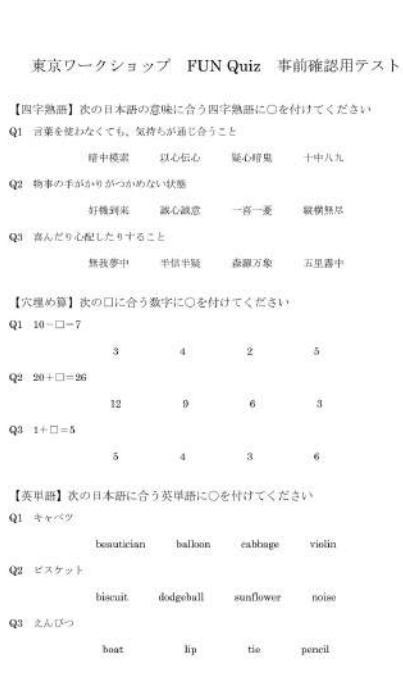 東京ワークショップ　FUN Quiz　事前確認用テスト
【四字熟語】次の日本語の意味に合う四字熟語に○を付けてください
Q1　言葉を使わなくても、気持ちが通じ合うこと
暗中模索　以心伝心　疑心暗鬼　十中八九
Q2　物事の手がかりがつかめない状態
好機到来　誠心誠意　一喜一憂　縦横無尽
Q3　喜んだり心配したりすること
無我夢中　半信半疑　森羅万象　五里霧中
【穴埋め算】次の□に合う数字に○を付けてください
Q1　10−□=7
3　4　2　5
Q2　20+□=26
12　9　6　3
Q3　1+□=5
5　4　3　6
【英単語】次の日本語に合う英単語に○を付けてください
Q1　キャベツ
beautician　balloon　cabbage　violin
Q2　ビスケット
biscuit　dodgeball　sunflower　noise
Q3　えんぴつ
boat　lip　tie　pencil